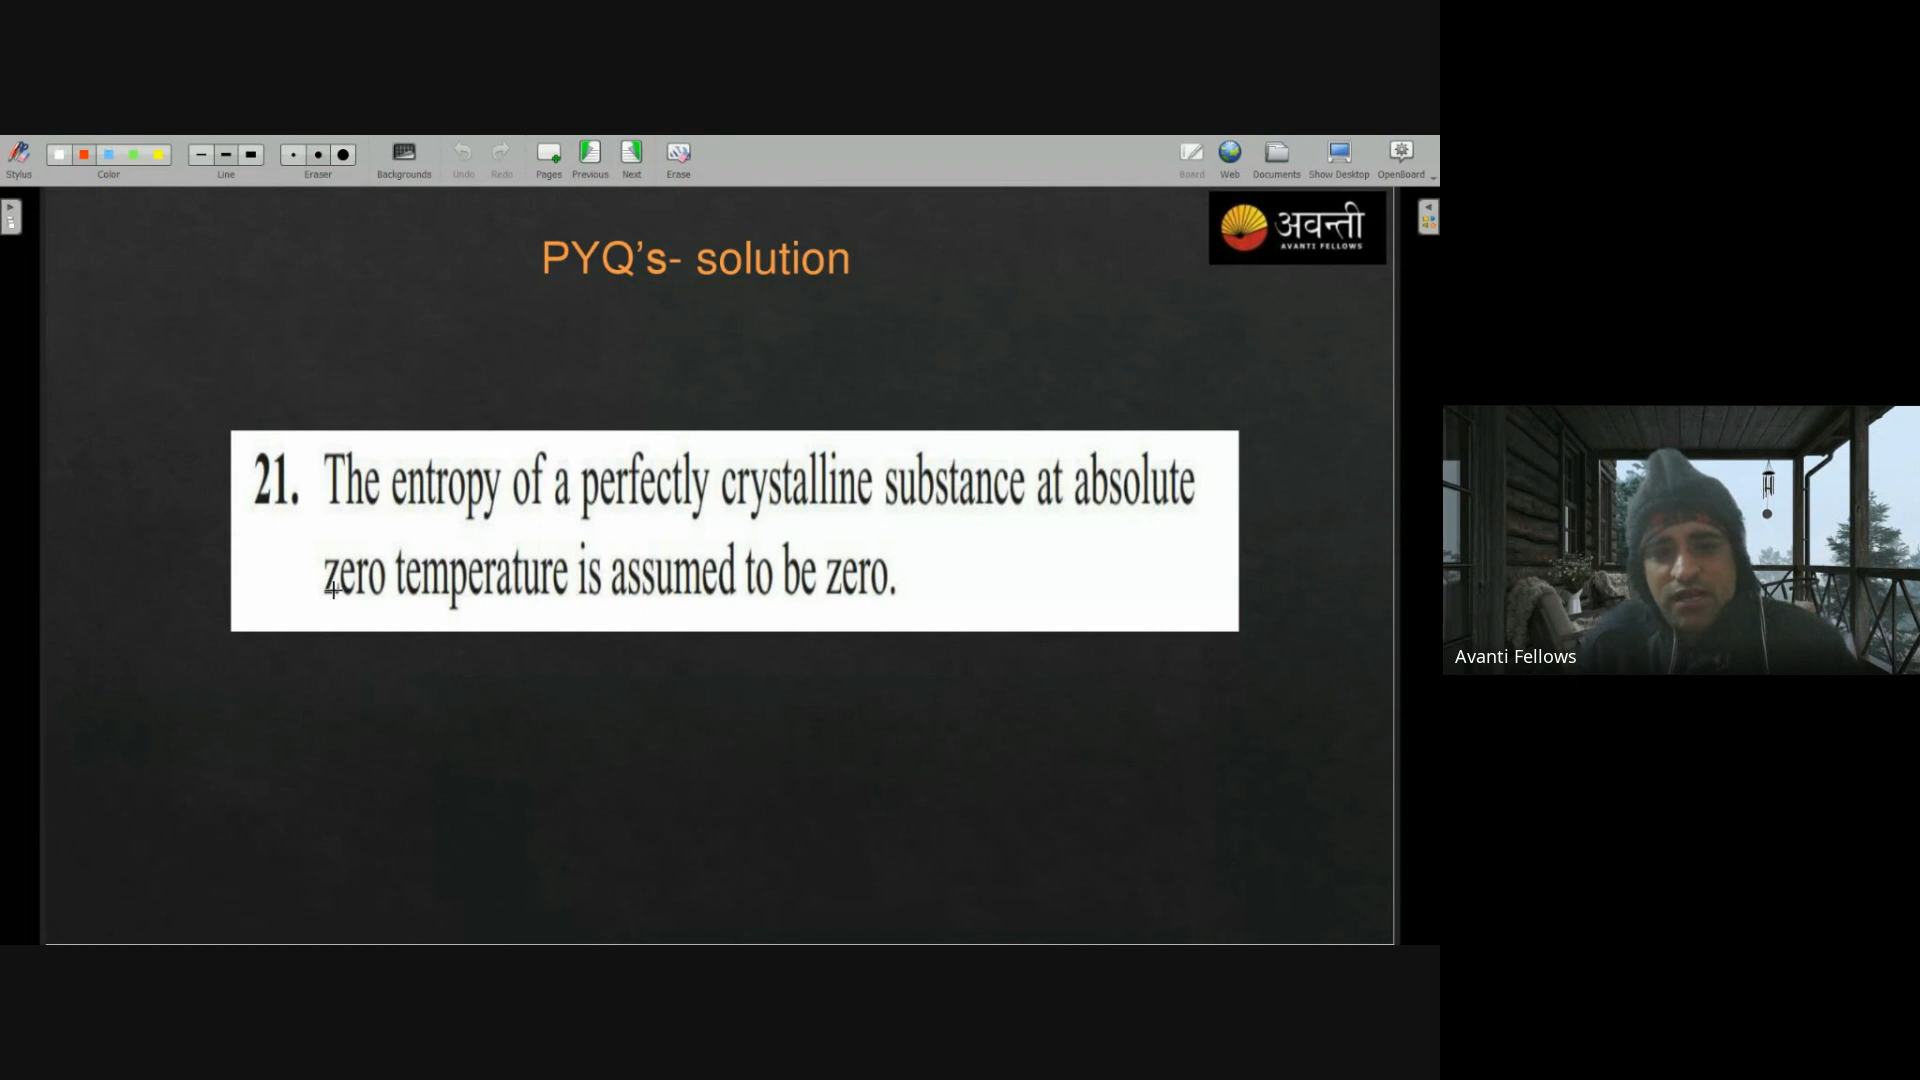 Stylus
Color
Line
Eraser
Backgrounds
Undo
Redo
Pages
Previous
Next
Erase
Board
Web
Documents
Show Desktop
OpenBoard
अवन्ती
AVANTI FELLOWS
PYQ's- solution
21. The entropy of a perfectly crystalline substance at absolute
zero temperature is assumed to be zero.
Avanti Fellows